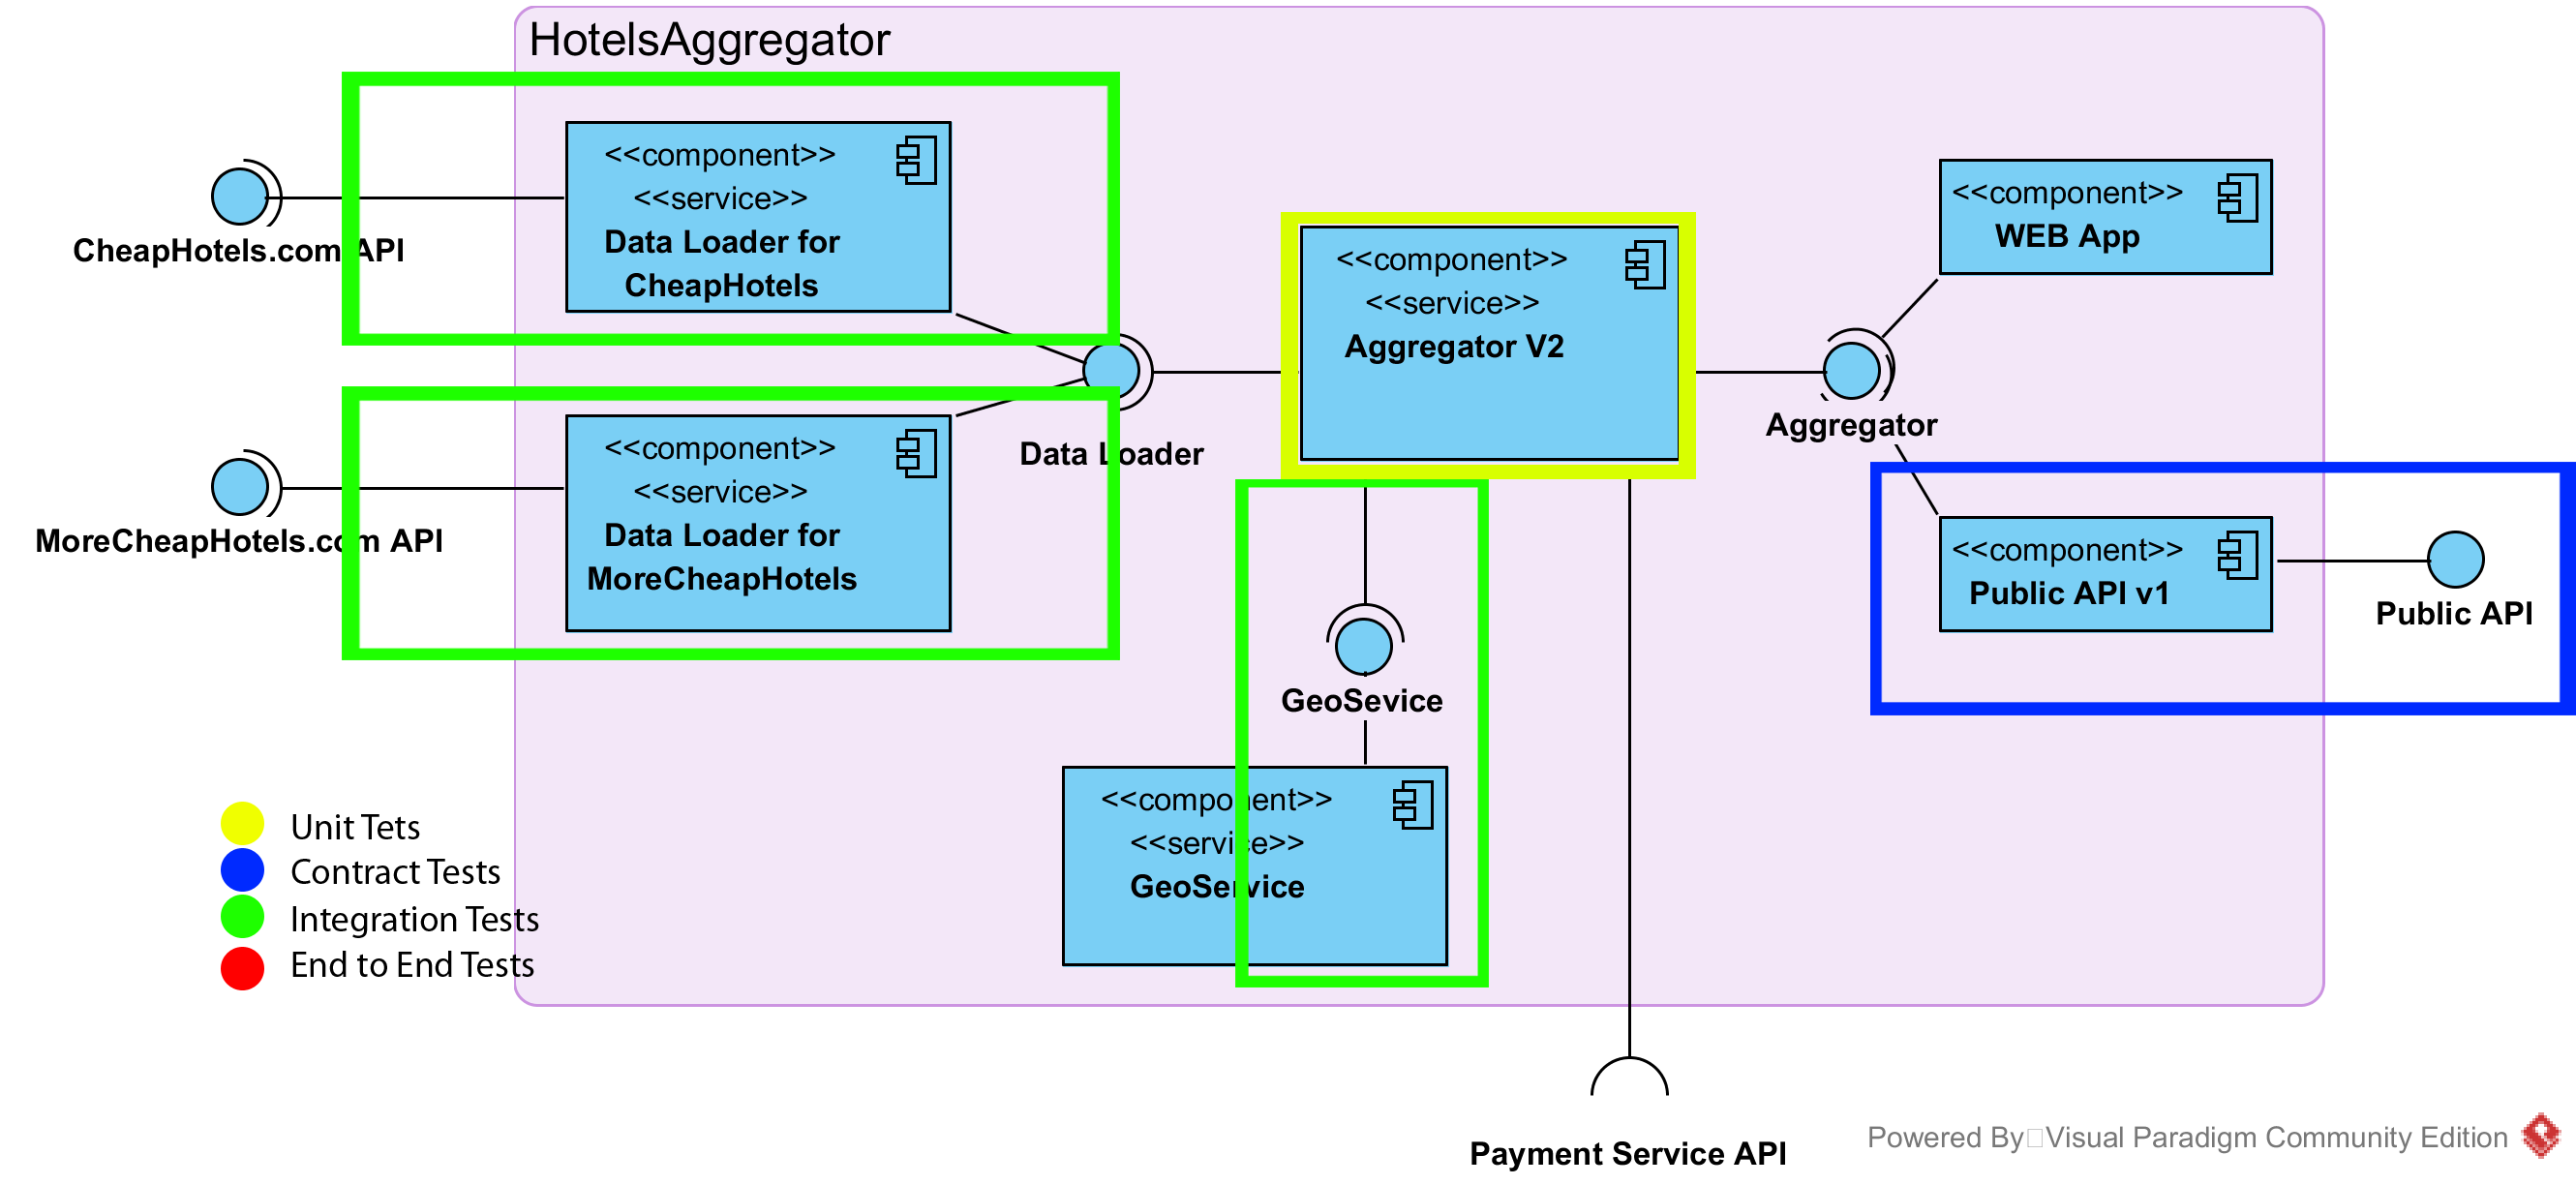 HotelsAggregator
<<component>>
<<service>>
Data Loader for
CheapHotels
CheapHotels.com API
<<component>>
<<service>>
Data Loader for
MoreCheapHotels
MoreCheapHotels.com API
Data Loader
<<component>>
<<service>>
Aggregator V2
<<component>>
WEB App
Aggregator
<<component>>
Public API v1
Public API
GeoSevice
<<component>>
<<service>>
GeoService
Unit Tets
Contract Tests
Integration Tests
End to End Tests
Payment Service API
Powered By Visual Paradigm Community Edition